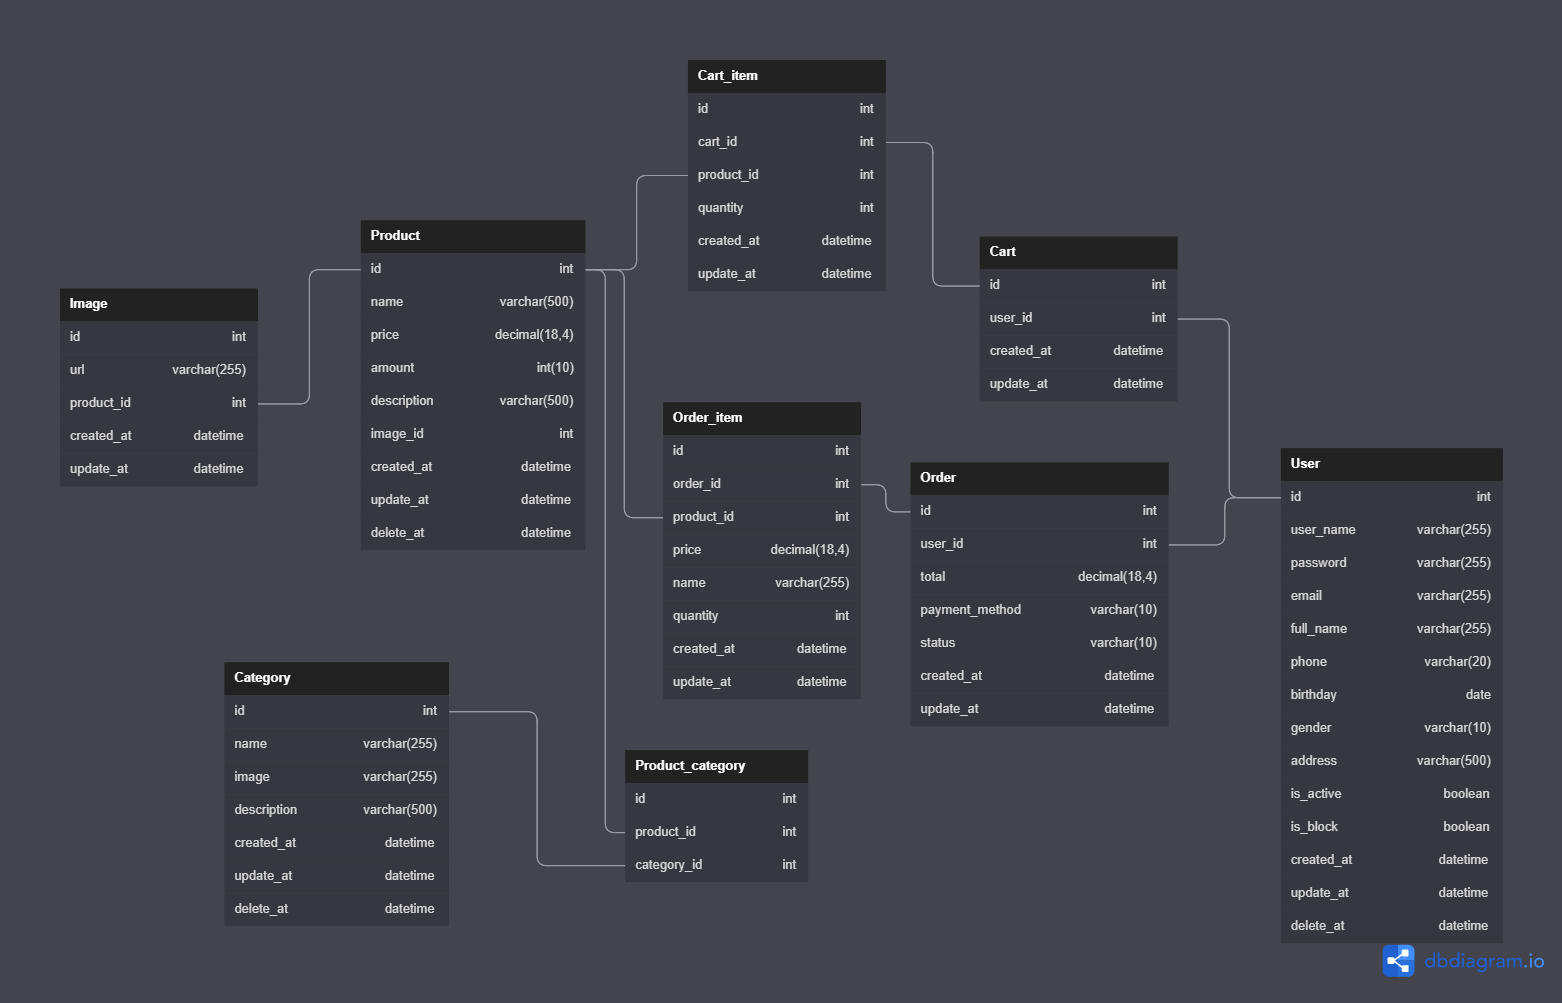 Cart_item
id int
cart_id int
product_id int
quantity int
created_at datetime
update_at datetime
Product
id int
name varchar(500)
price decimal(18,4)
amount int(10)
description varchar(500)
image_id int
created_at datetime
update_at datetime
delete_at datetime
Cart
id int
user_id int
created_at datetime
update_at datetime
Image
id int
url varchar(255)
product_id int
created_at datetime
update_at datetime
Order_item
id int
order_id int
product_id int
price decimal(18,4)
name varchar(255)
quantity int
created_at datetime
update_at datetime
Order
id int
user_id int
total decimal(18,4)
payment_method varchar(10)
status varchar(10)
created_at datetime
update_at datetime
User
id int
user_name varchar(255)
password varchar(255)
email varchar(255)
full_name varchar(255)
phone varchar(20)
birthday date
gender varchar(10)
address varchar(500)
is_active boolean
is_block boolean
created_at datetime
update_at datetime
delete_at datetime
Category
id int
name varchar(255)
image varchar(255)
description varchar(500)
created_at datetime
update_at datetime
delete_at datetime
Product_category
id int
product_id int
category_id int
dbdiagram.io